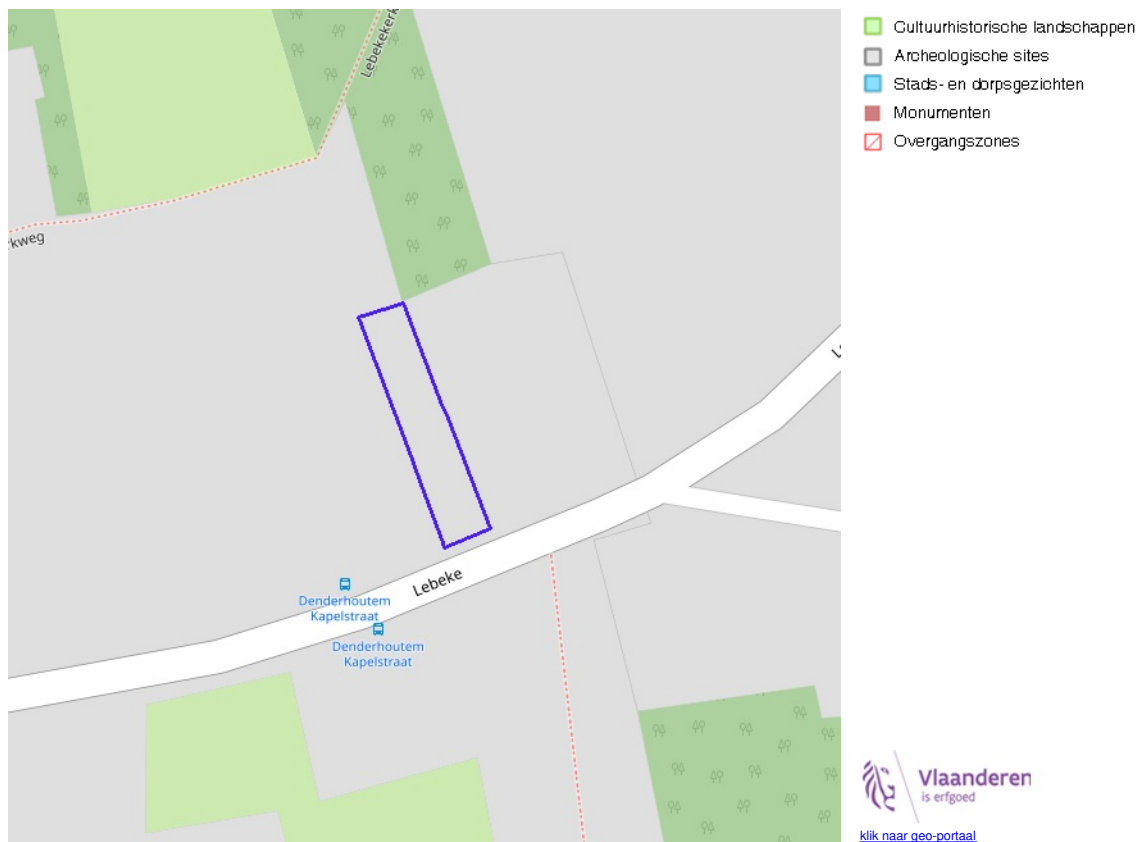 Lebekekerk
rkweg
Lebeke
Denderhoutem
Kapelstraat
Denderhoutem
Kapelstraat
Cultuurhistorische landschappen
Archeologische sites
Stads- en dorpsgezichten
Monumenten
Overgangszones
Vlaanderen
is erfgoed
klik naar geo-portaal